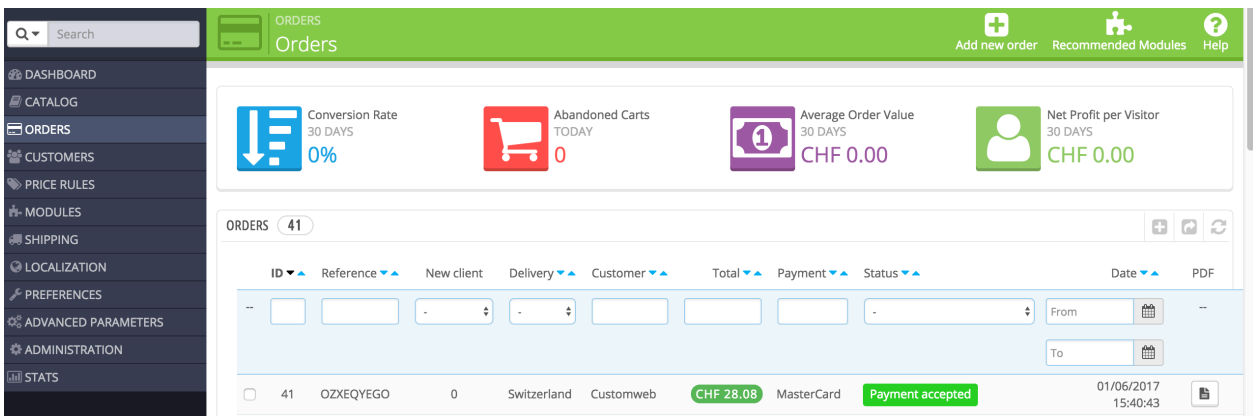 Search
DASHBOARD
CATALOG
ORDERS
CUSTOMERS
PRICE RULES
MODULES
SHIPPING
LOCALIZATION
PREFERENCES
ADVANCED PARAMETERS
ADMINISTRATION
STATS
ORDERS
Orders
Add new order Recommended Modules Help
Conversion Rate
30 DAYS
0%
Abandoned Carts
TODAY
0
1
Average Order Value
30 DAYS
CHF 0.00
Net Profit per Visitor
30 DAYS
CHF 0.00
ORDERS 41
ID Reference New client Delivery Customer Total Payment Status Date PDF
-- - - - From --
To
41 OZXEQYEGO 0 Switzerland Customweb CHF 28.08 MasterCard Payment accepted 01/06/2017
15:40:43